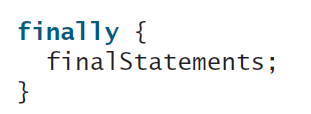 finally {
  finalStatements;
}